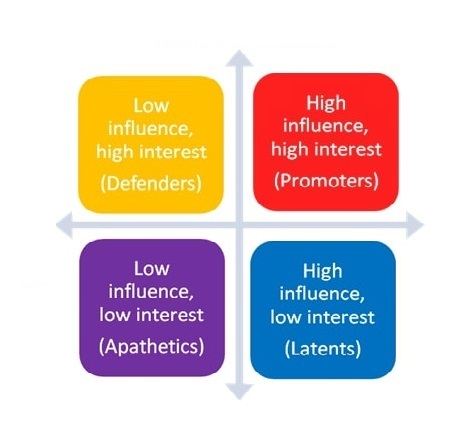 Low
influence,
high interest
(Defenders)
High
influence,
high interest
(Promoters)
Low
influence,
low interest
(Apathetics)
High
influence,
low interest
(Latents)